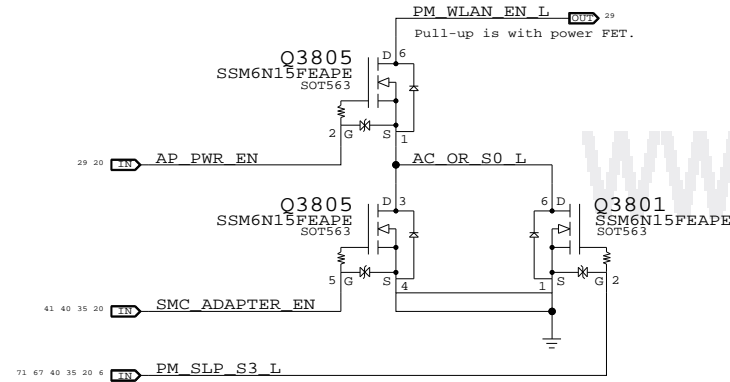 PM_WLAN_EN_L OUT 29
Pull-up is with power FET.
Q3805 D 6
SSM6N15FEAPE
SOT563
2 G S 1
29 20 IN AP_PWR_EN AC_OR_S0_L
Q3805 D 3 6 D Q3801
SSM6N15FEAPE SSM6N15FEAPE
SOT563 SOT563
5 G S 4 1 S G 2
41 40 35 20 IN SMC_ADAPTER_EN
71 67 40 35 20 6 IN PM_SLP_S3_L